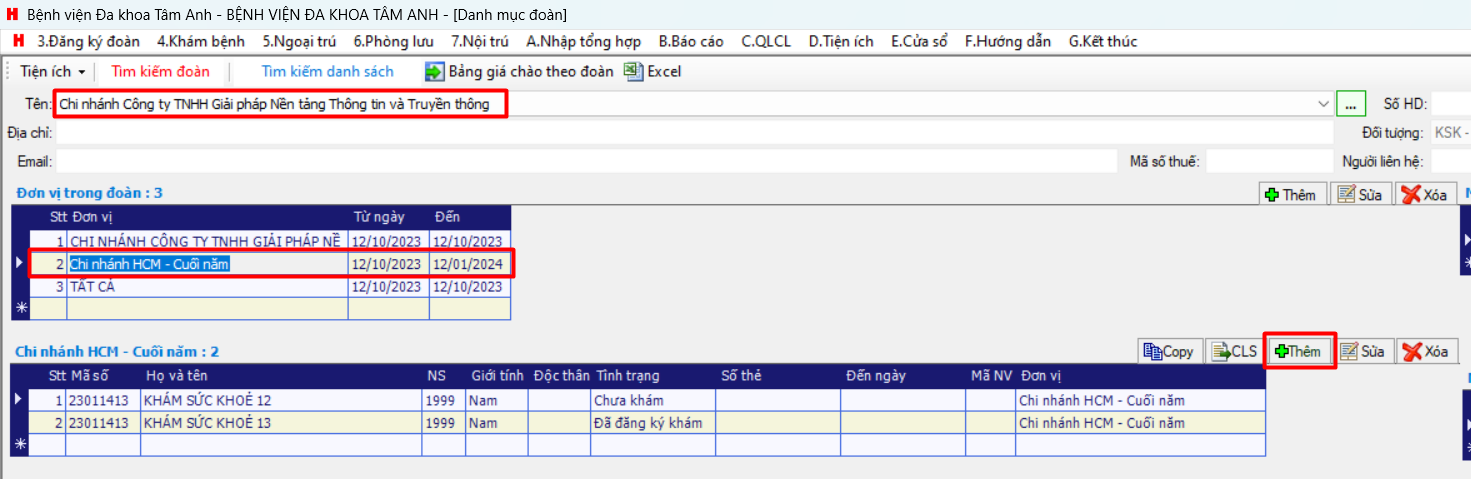 H Bệnh viện Đa khoa Tâm Anh - BỆNH VIỆN ĐA KHOA TÂM ANH - [Danh mục đoàn]
H 3.Đăng ký đoàn 4.Khám bệnh 5.Ngoại trú 6.Phòng lưu 7.Nội trú A.Nhập tổng hợp B.Báo cáo C.QLCL D.Tiện ích E.Cửa sổ F.Hướng dẫn G.Kết thúc
Tiện ích Tìm kiếm đoàn Tìm kiếm danh sách Bảng giá chào theo đoàn Excel
Tên: Chi nhánh Công ty TNHH Giải pháp Nền tảng Thông tin và Truyền thông ... Số HD:
Địa chỉ: Đối tượng: KSK -
Email: Mã số thuế: Người liên hệ:
Đơn vị trong đoàn : 3 Thêm Sửa Xóa
Stt Đơn vị Từ ngày Đến
1 CHI NHÁNH CÔNG TY TNHH GIẢI PHÁP NỀ 12/10/2023 12/10/2023
2 Chi nhánh HCM - Cuối năm 12/10/2023 12/01/2024
3 TẤT CẢ 12/10/2023 12/10/2023
Chi nhánh HCM - Cuối năm : 2 Copy CLS Thêm Sửa Xóa
Stt Mã số Họ và tên NS Giới tính Độc thân Tình trạng Số thẻ Đến ngày Mã NV Đơn vị
1 23011413 KHÁM SỨC KHOẺ 12 1999 Nam Chưa khám Chi nhánh HCM - Cuối năm
2 23011413 KHÁM SỨC KHOẺ 13 1999 Nam Đã đăng ký khám Chi nhánh HCM - Cuối năm